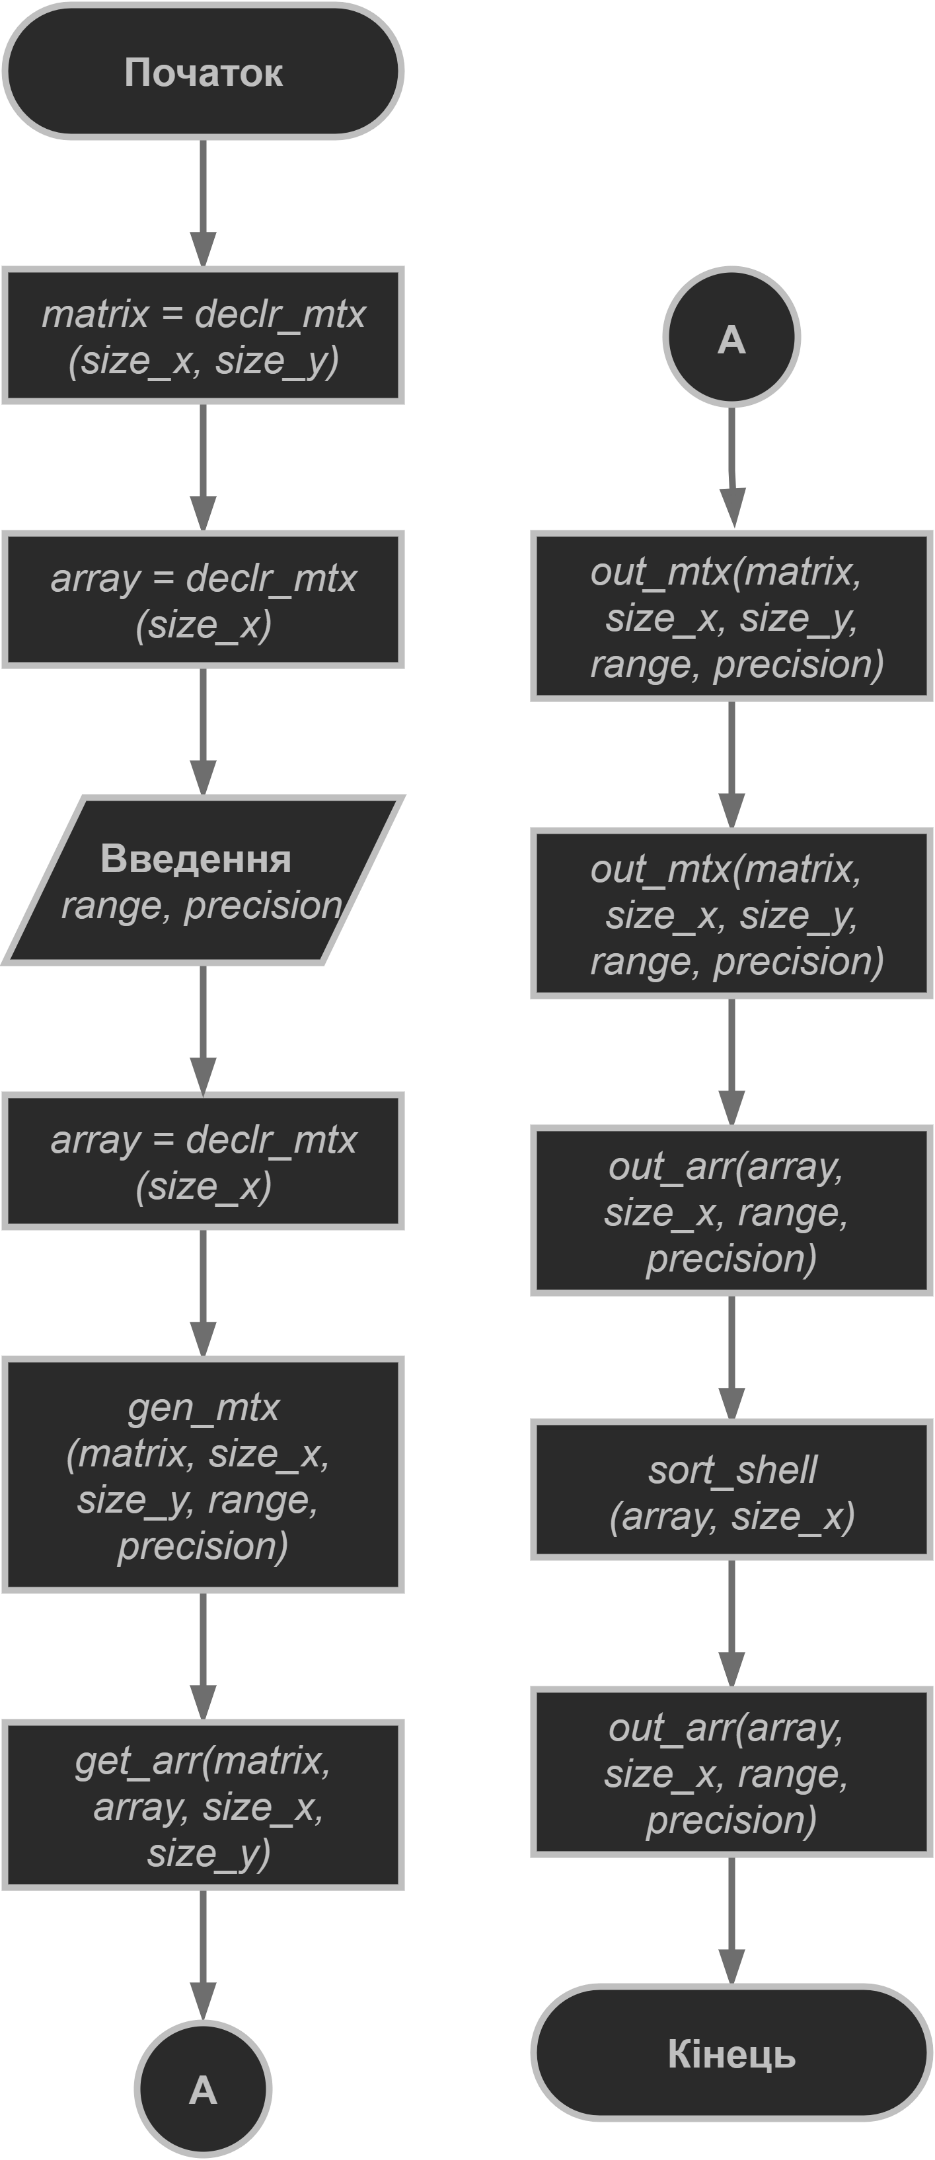 Початок
matrix = declr_mtx
(size_x, size_y)
array = declr_mtx
(size_x)
Введення
range, precision
array = declr_mtx
(size_x)
gen_mtx
(matrix, size_x,
size_y, range,
precision)
get_arr(matrix,
array, size_x,
size_y)
А
А
out_mtx(matrix,
size_x, size_y,
range, precision)
out_mtx(matrix,
size_x, size_y,
range, precision)
out_arr(array,
size_x, range,
precision)
sort_shell
(array, size_x)
out_arr(array,
size_x, range,
precision)
Кінець